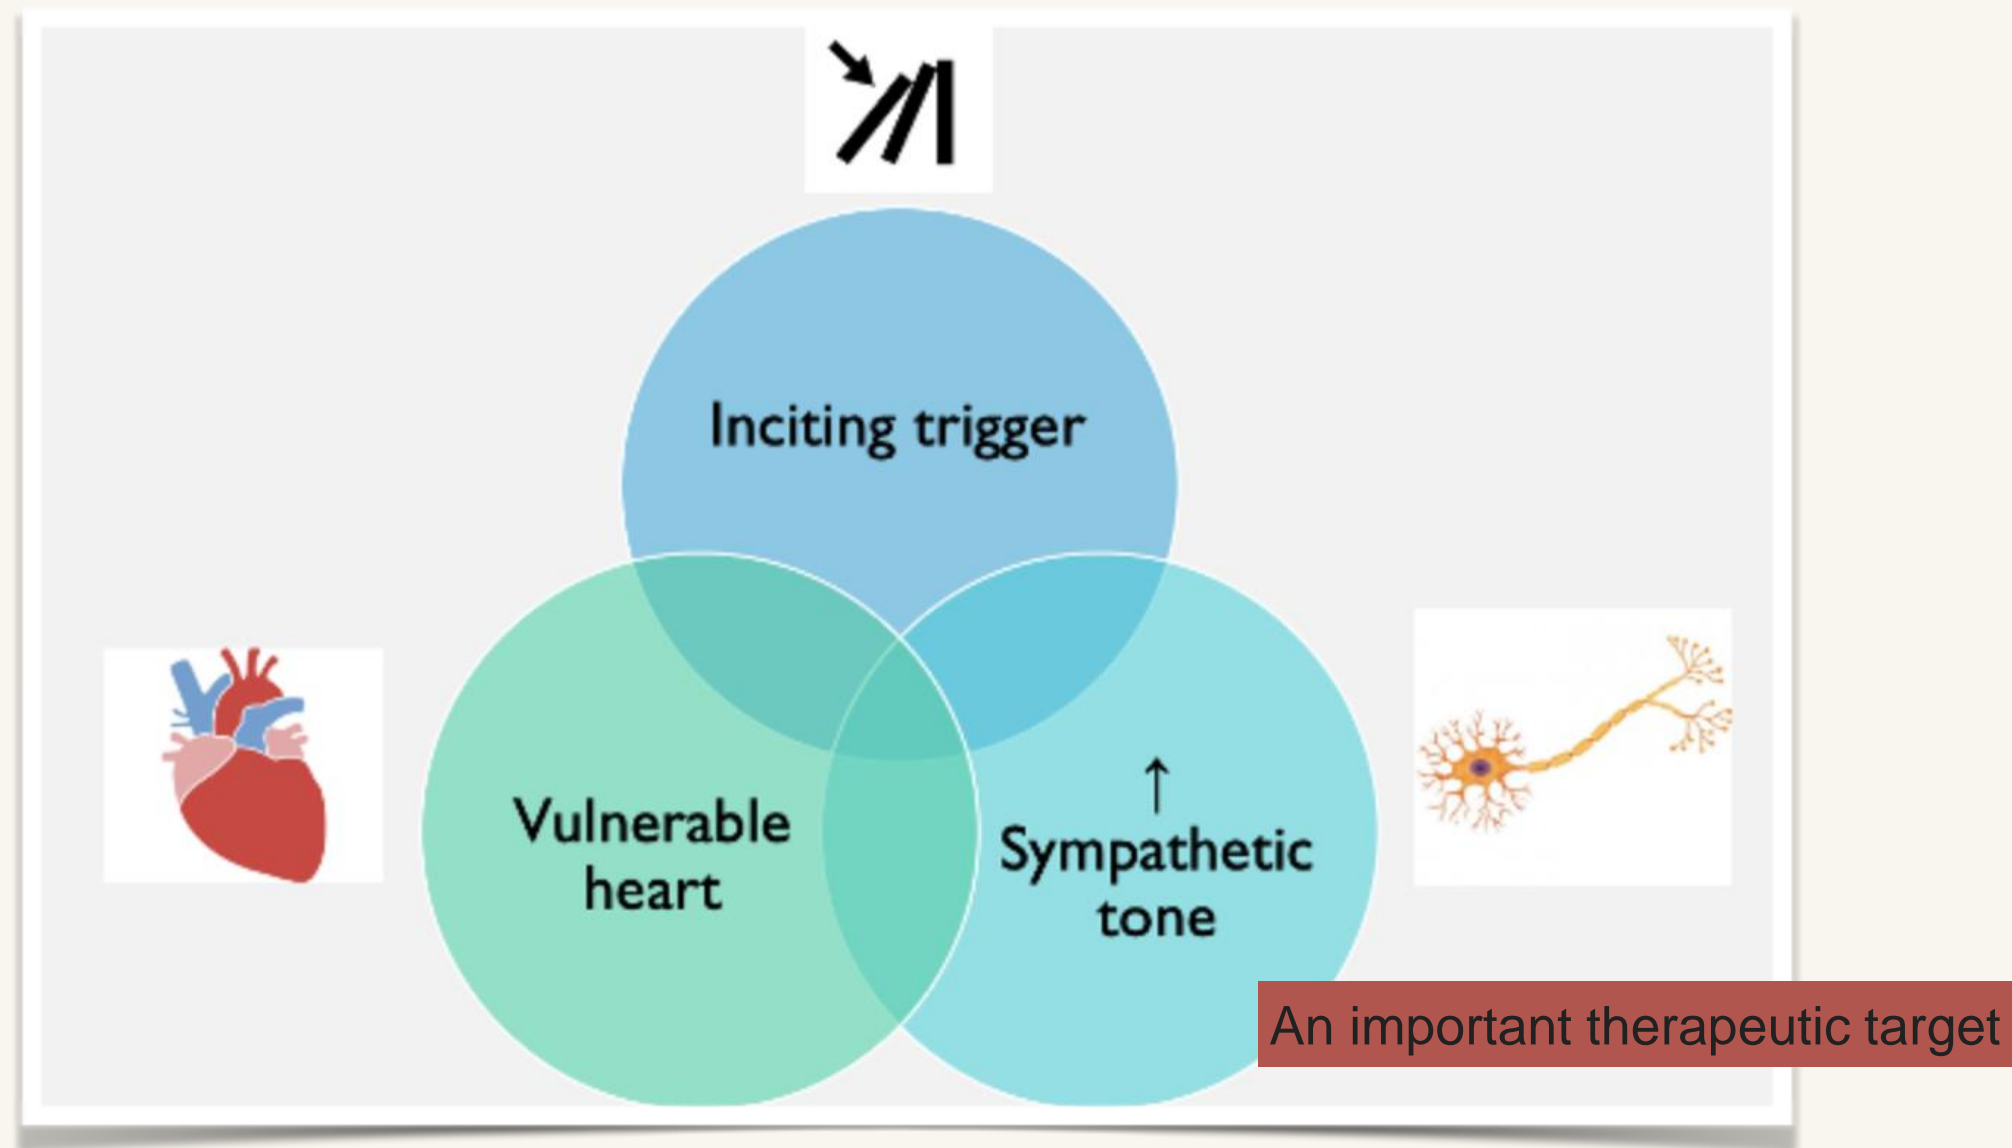 Inciting trigger
Vulnerable
heart
↑
Sympathetic
tone
An important therapeutic target